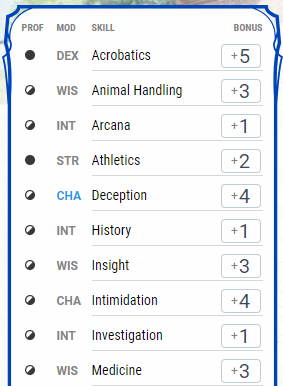 PROF MOD SKILL BONUS
DEX Acrobatics +5
WIS Animal Handling +3
INT Arcana +1
STR Athletics +2
CHA Deception +4
INT History +1
WIS Insight +3
CHA Intimidation +4
INT Investigation +1
WIS Medicine +3